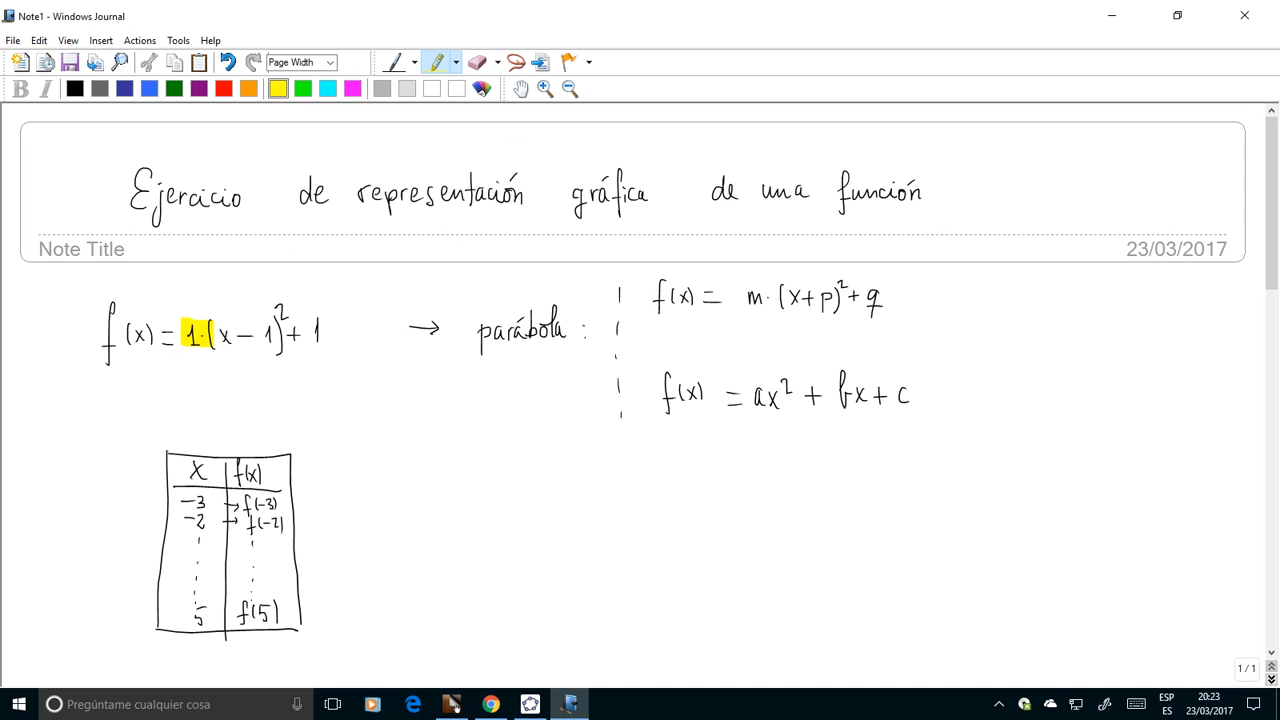 Note1 - Windows Journal
File Edit View Insert Actions Tools Help
Page Width
B I
Ejercicio de representación gráfica de una función
Note Title 23/03/2017
f(x) = 1·(x-1)²+1 → parábola:
f(x) = m·(x+p)²+q
f(x) = ax² + bx + c
x f(x)
-3 → f(-3)
-2 → f(-2)
5 f(5)
1 / 1
Pregúntame cualquier cosa
ESP 20:23
ES 23/03/2017